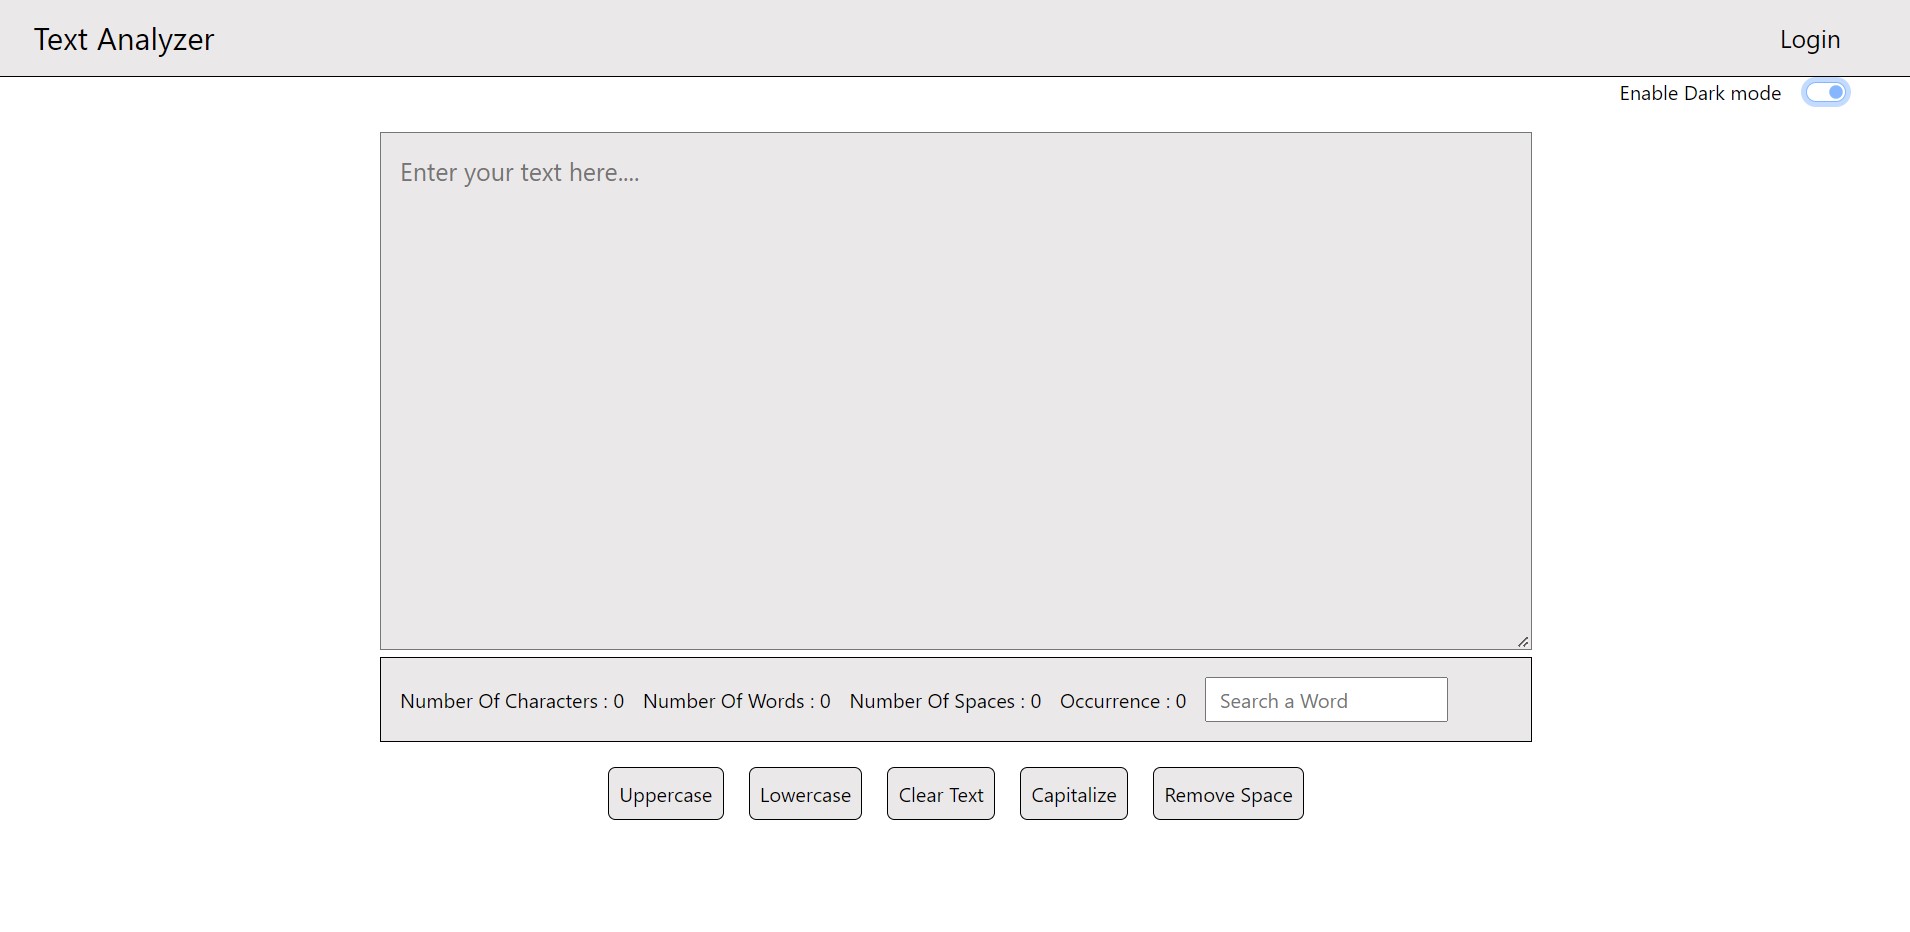 Text Analyzer Login
Enable Dark mode
Enter your text here....
Number Of Characters : 0 Number Of Words : 0 Number Of Spaces : 0 Occurrence : 0 Search a Word
Uppercase Lowercase Clear Text Capitalize Remove Space